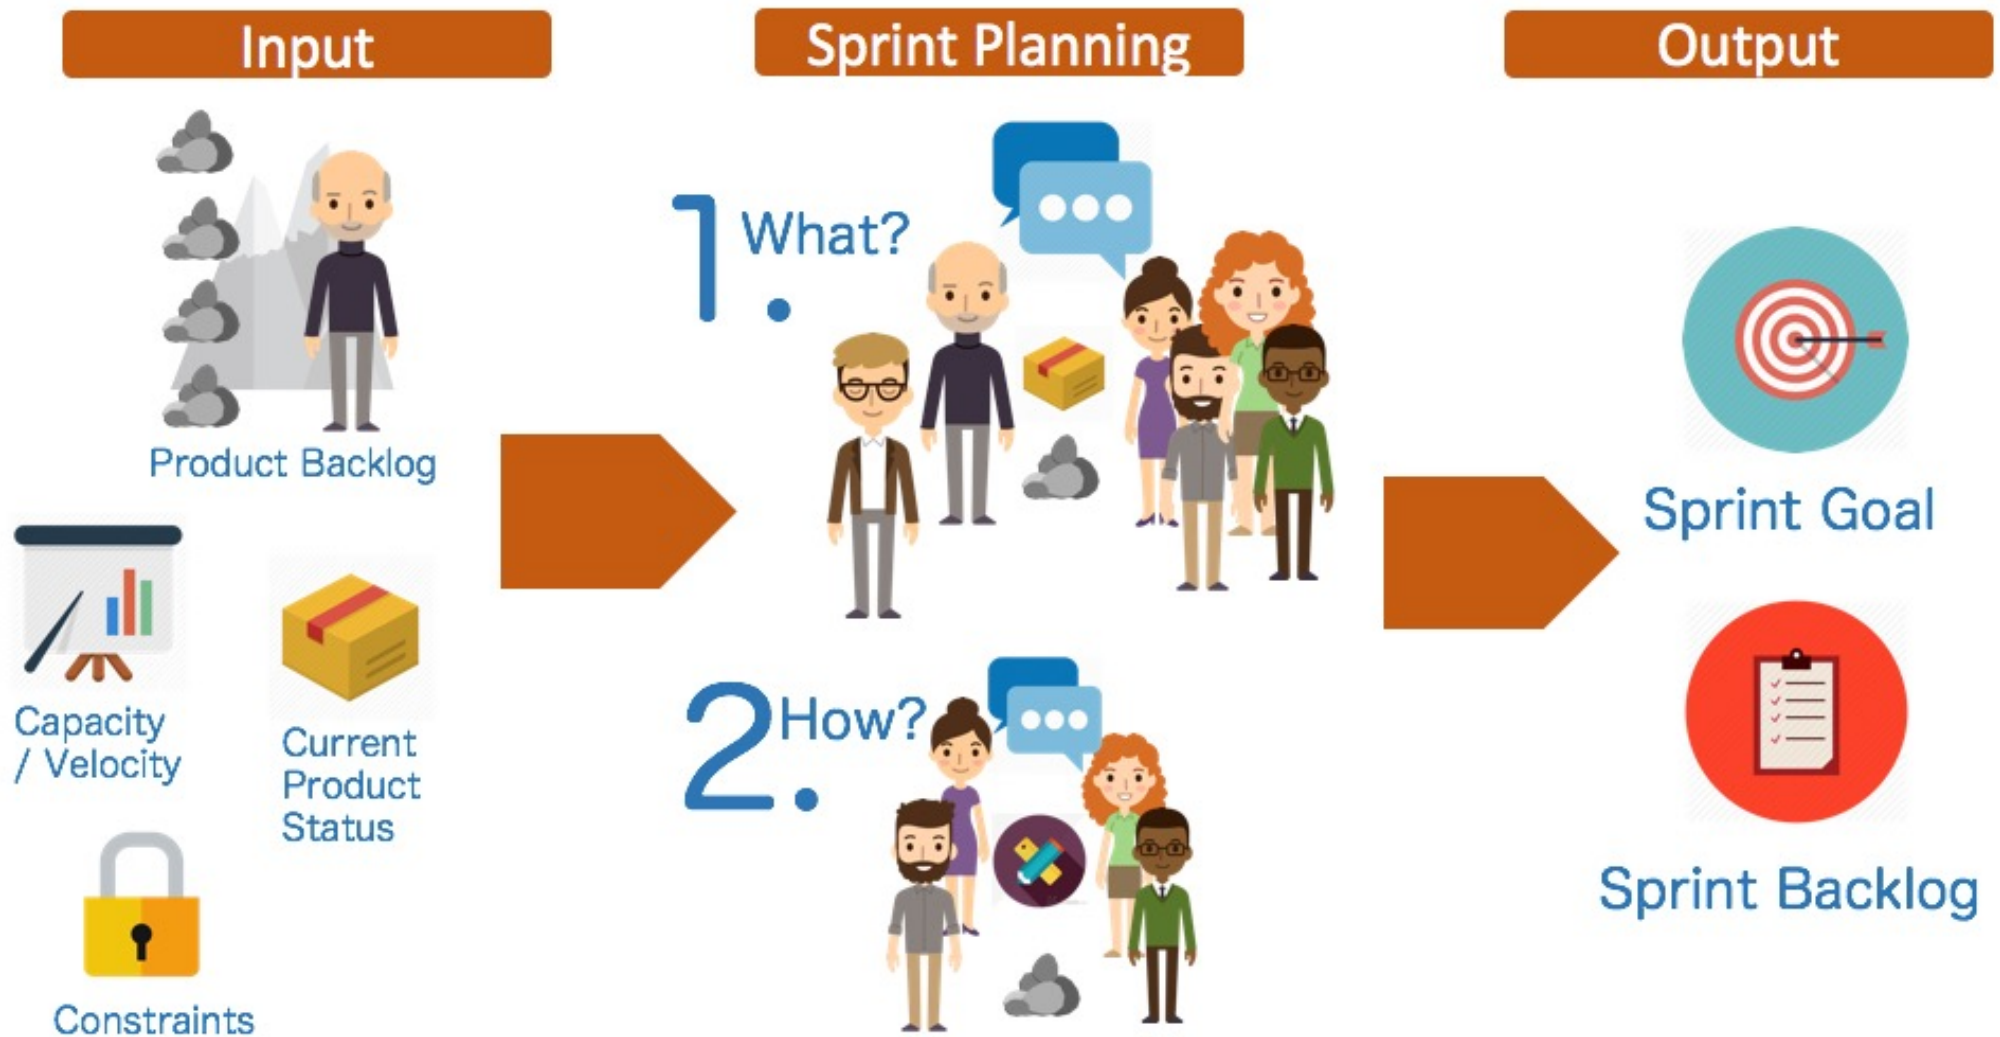 Input
Sprint Planning
Output
Product Backlog
Capacity
/ Velocity
Current
Product
Status
Constraints
1. What?
2. How?
Sprint Goal
Sprint Backlog